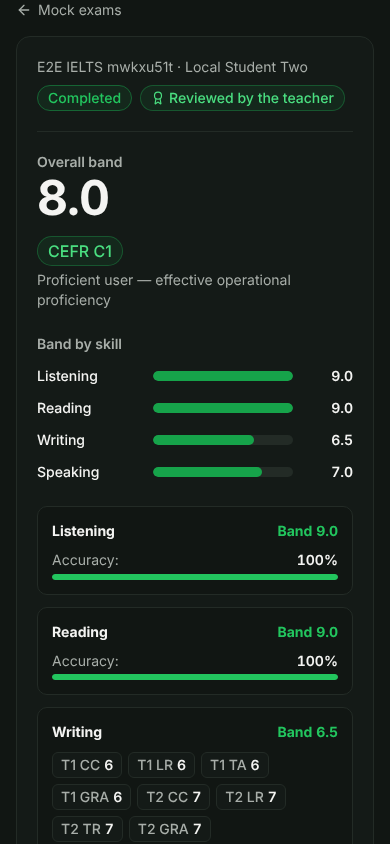 Mock exams
E2E IELTS mwkxu51t · Local Student Two
Completed Reviewed by the teacher
Overall band
8.0
CEFR C1
Proficient user — effective operational
proficiency
Band by skill
Listening 9.0
Reading 9.0
Writing 6.5
Speaking 7.0
Listening Band 9.0
Accuracy: 100%
Reading Band 9.0
Accuracy: 100%
Writing Band 6.5
T1 CC 6 T1 LR 6 T1 TA 6
T1 GRA 6 T2 CC 7 T2 LR 7
T2 TR 7 T2 GRA 7